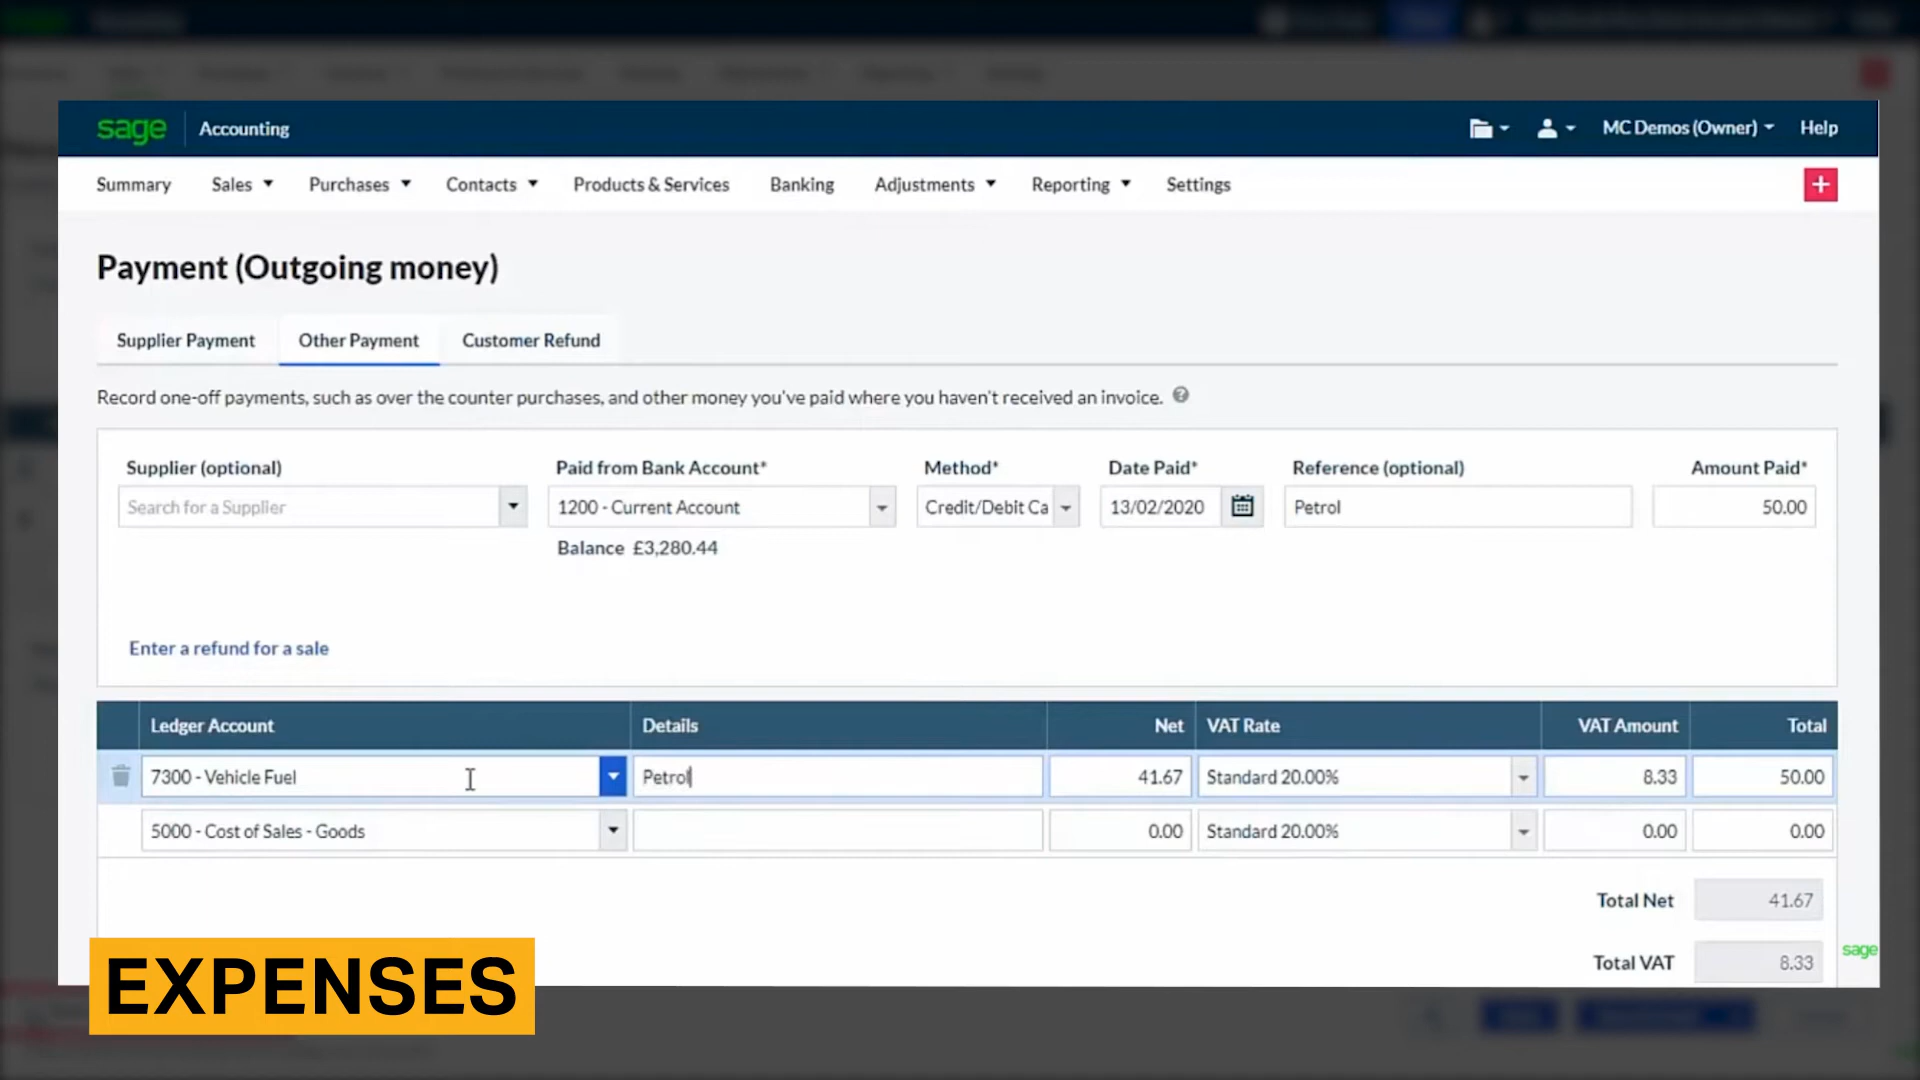 sage Accounting MC Demos (Owner) Help
Summary Sales Purchases Contacts Products & Services Banking Adjustments Reporting Settings +
Payment (Outgoing money)
Supplier Payment Other Payment Customer Refund
Record one-off payments, such as over the counter purchases, and other money you've paid where you haven't received an invoice. ?
Supplier (optional) Paid from Bank Account* Method* Date Paid* Reference (optional) Amount Paid*
Search for a Supplier 1200 - Current Account Credit/Debit Ca 13/02/2020 Petrol 50.00
Balance £3,280.44
Enter a refund for a sale
Ledger Account Details Net VAT Rate VAT Amount Total
7300 - Vehicle Fuel Petrol 41.67 Standard 20.00% 8.33 50.00
5000 - Cost of Sales - Goods 0.00 Standard 20.00% 0.00 0.00
Total Net 41.67
sage
Total VAT 8.33
EXPENSES